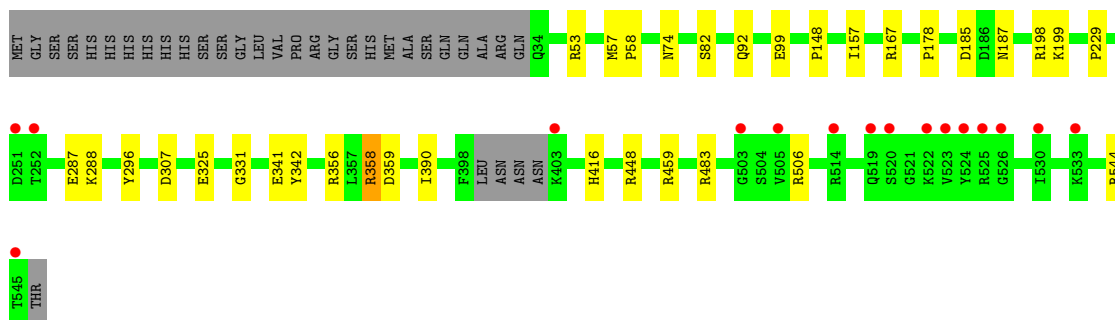 MET GLY SER SER HIS HIS HIS HIS HIS HIS SER SER GLY LEU VAL PRO ARG GLY SER HIS MET ALA SER GLN GLN ALA ARG GLN Q34 R53 M57 P58 N74 S82 Q92 E99 P148 I157 R167 P178 D185 D186 N187 R198 K199 P229
D251 T252 E287 K288 Y296 D307 E325 G331 E341 Y342 R356 L357 R358 D359 I390 F398 LEU ASN ASN ASN K403 H416 R448 R459 R483 G503 S504 V505 R506 R514 Q519 S520 G521 K522 V523 Y524 R525 G526 I530 K533 R544
T545 THR